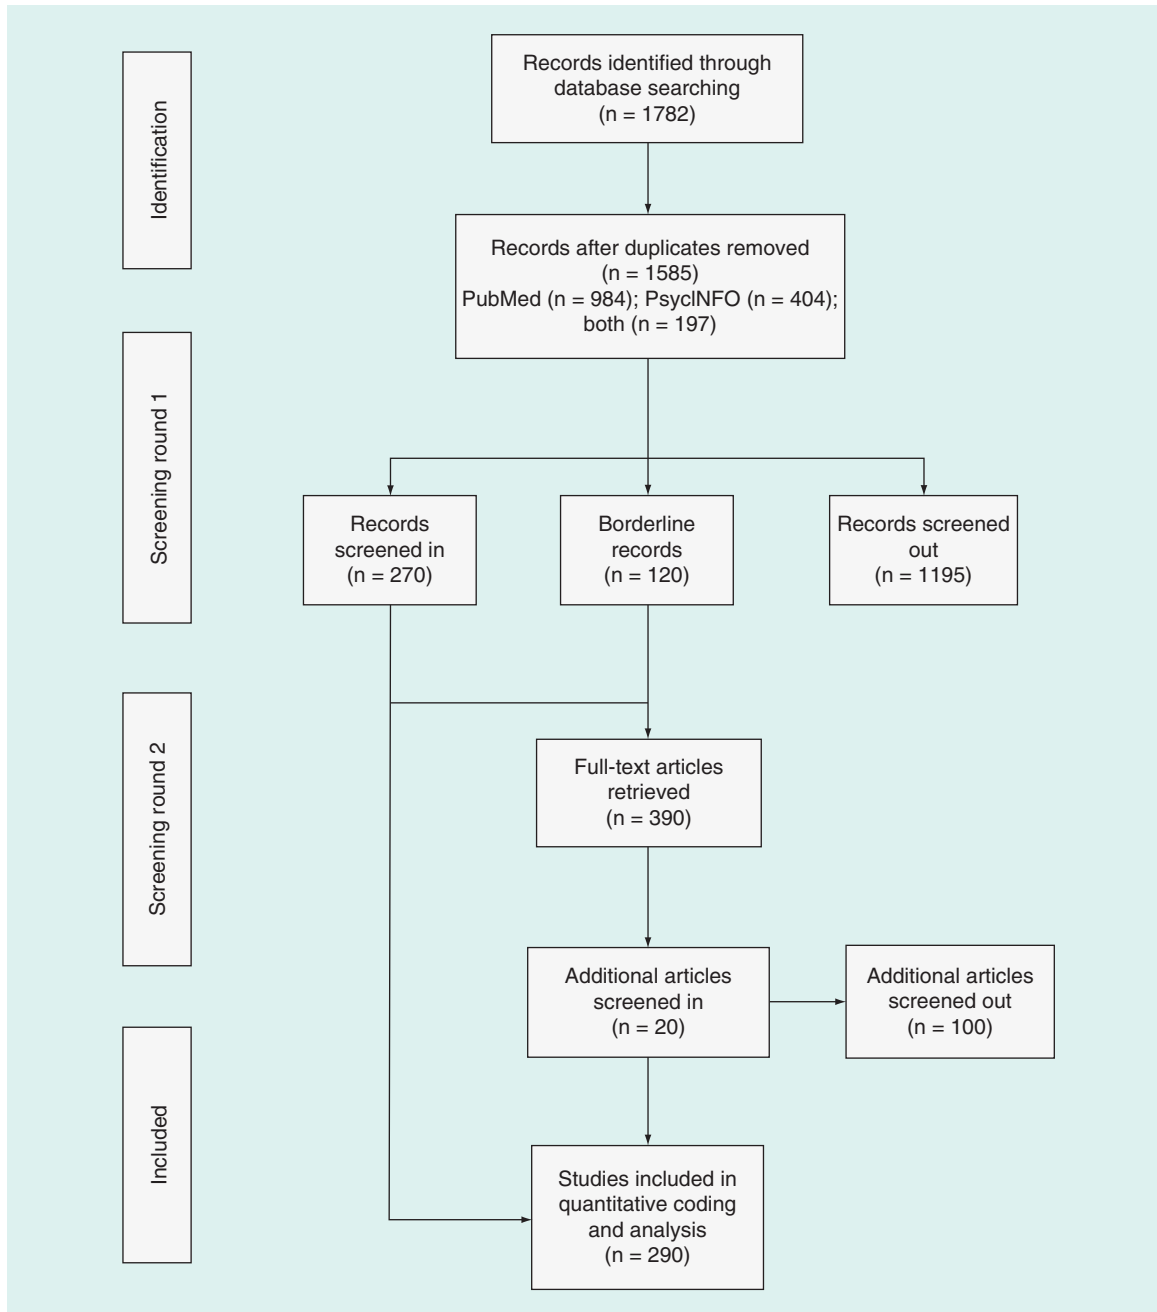 Identification
Records identified through
database searching
(n = 1782)
Records after duplicates removed
(n = 1585)
PubMed (n = 984); PsycINFO (n = 404);
both (n = 197)
Screening round 1
Records
screened in
(n = 270)
Borderline
records
(n = 120)
Records screened
out
(n = 1195)
Screening round 2
Full-text articles
retrieved
(n = 390)
Additional articles
screened in
(n = 20)
Additional articles
screened out
(n = 100)
Included
Studies included in
quantitative coding
and analysis
(n = 290)